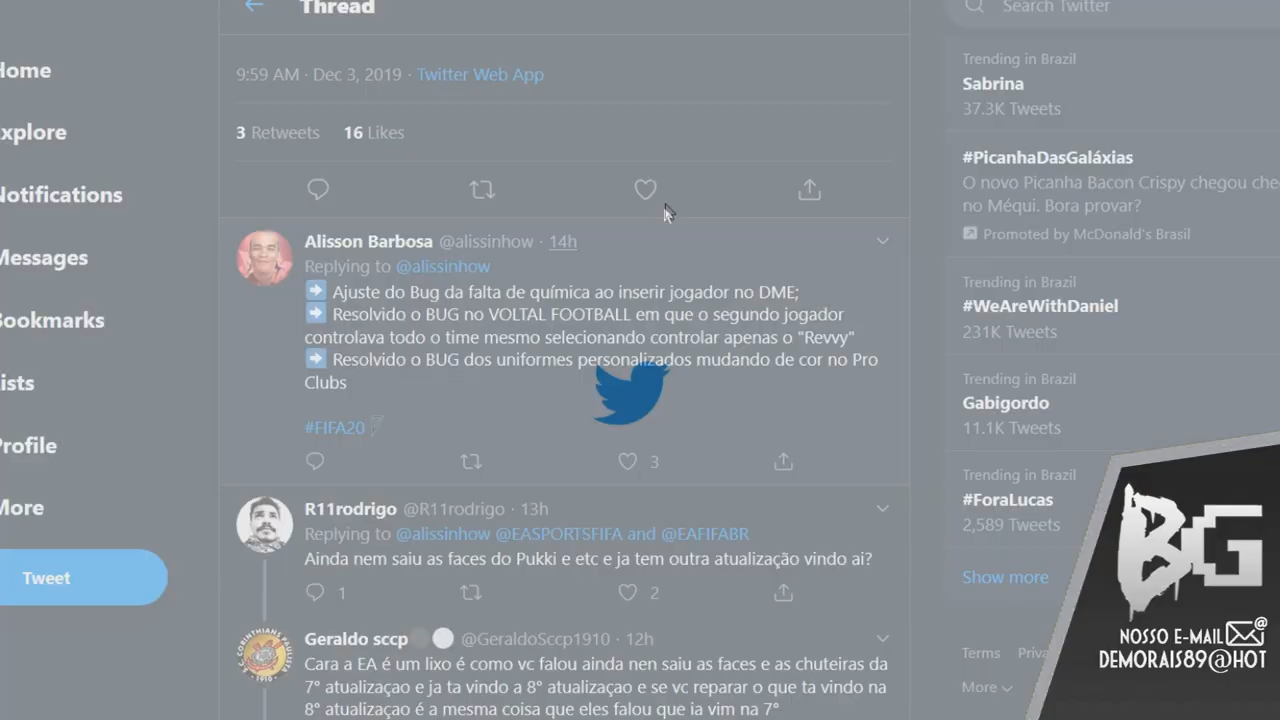 Thread
Search Twitter
Home
Explore
Notifications
Messages
Bookmarks
Lists
Profile
More
Tweet
9:59 AM · Dec 3, 2019 · Twitter Web App
3 Retweets 16 Likes
Alisson Barbosa @alissinhow · 14h
Replying to @alissinhow
➡ Ajuste do Bug da falta de química ao inserir jogador no DME;
➡ Resolvido o BUG no VOLTAL FOOTBALL em que o segundo jogador
controlava todo o time mesmo selecionando controlar apenas o "Revvy"
➡ Resolvido o BUG dos uniformes personalizados mudando de cor no Pro
Clubs
#FIFA20
3
R11rodrigo @R11rodrigo · 13h
Replying to @alissinhow @EASPORTSFIFA and @EAFIFABR
Ainda nem saiu as faces do Pukki e etc e ja tem outra atualização vindo ai?
1 2
Geraldo sccp @GeraldoSccp1910 · 12h
Cara a EA é um lixo é como vc falou ainda nen saiu as faces e as chuteiras da
7° atualizaçao e ja ta vindo a 8° atualizaçao e se vc reparar o que ta vindo na
8° atualizaçao é a mesma coisa que eles falou que ia vim na 7°
Trending in Brazil
Sabrina
37.3K Tweets
#PicanhaDasGaláxias
O novo Picanha Bacon Crispy chegou che
no Méqui. Bora provar?
Promoted by McDonald's Brasil
Trending in Brazil
#WeAreWithDaniel
231K Tweets
Trending in Brazil
Gabigordo
11.1K Tweets
Trending in Brazil
#ForaLucas
2,589 Tweets
Show more
Terms Priva
More
BG
NOSSO E-MAIL
DEMORAIS89@HOT